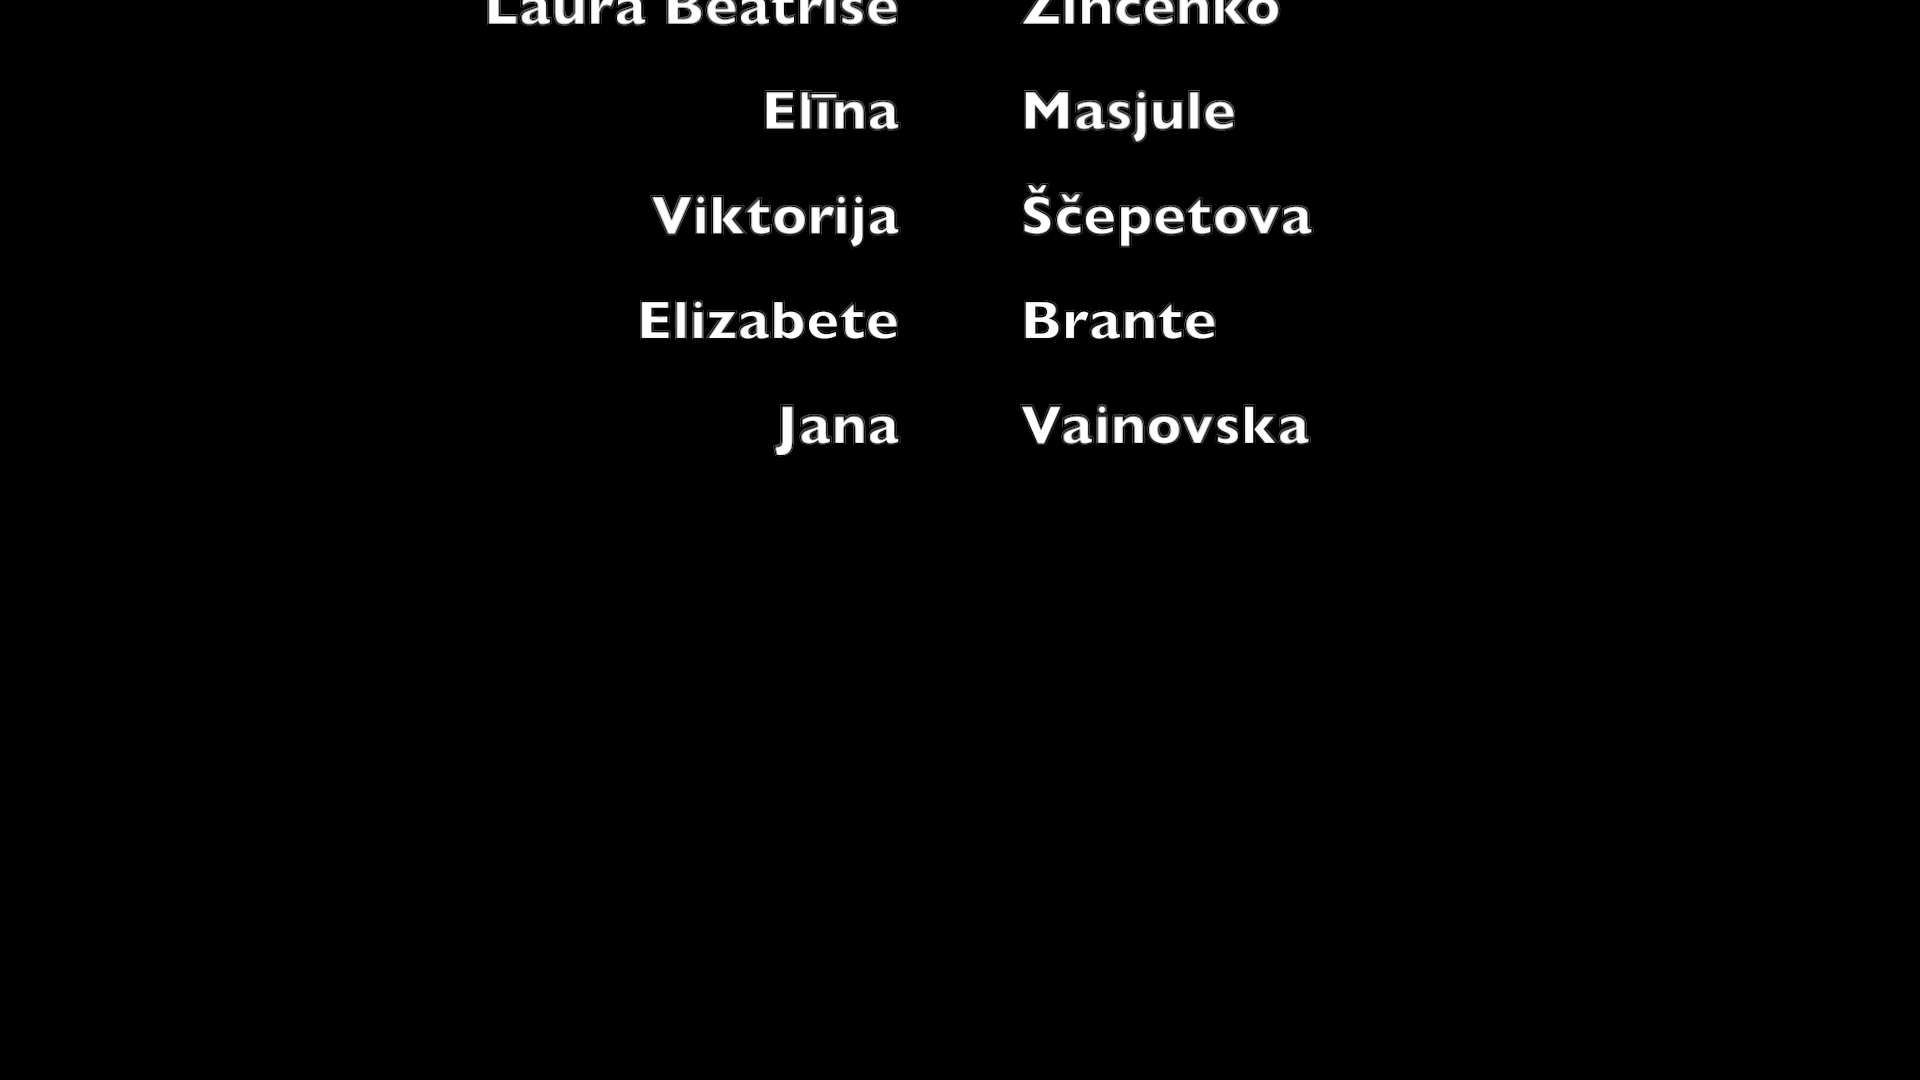 Laura Beatrise Zinčenko
Elīna Masjule
Viktorija Ščepetova
Elizabete Brante
Jana Vainovska